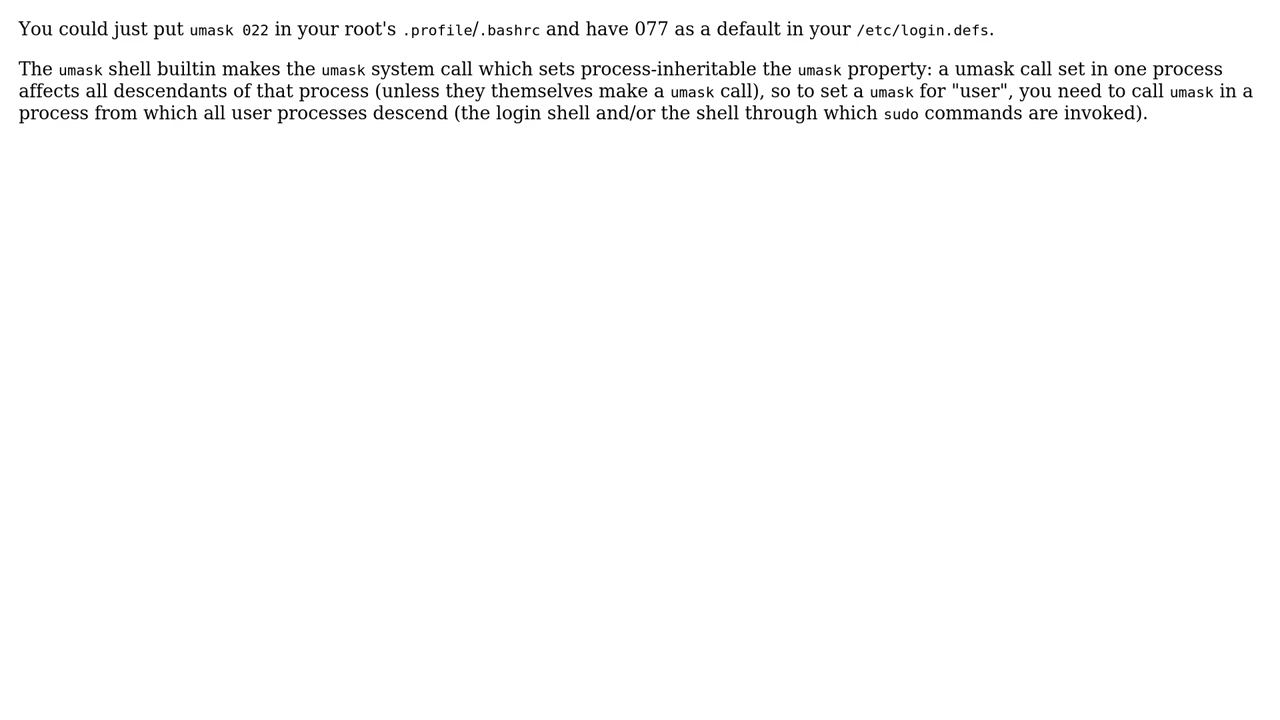 You could just put umask 022 in your root's .profile/.bashrc and have 077 as a default in your /etc/login.defs.
The umask shell builtin makes the umask system call which sets process-inheritable the umask property: a umask call set in one process
affects all descendants of that process (unless they themselves make a umask call), so to set a umask for "user", you need to call umask in a
process from which all user processes descend (the login shell and/or the shell through which sudo commands are invoked).